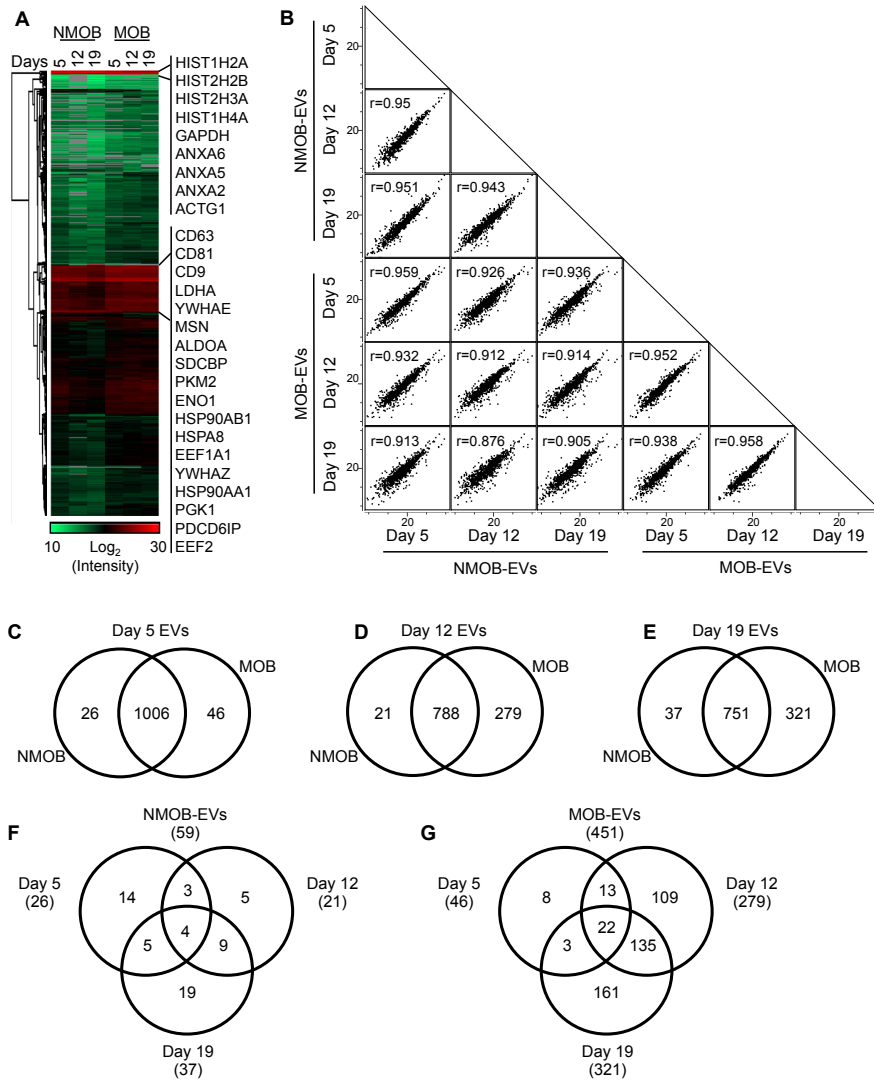 A
NMOB MOB
Days 5 12 19 5 12 19
HIST1H2A
HIST2H2B
HIST2H3A
HIST1H4A
GAPDH
ANXA6
ANXA5
ANXA2
ACTG1
CD63
CD81
CD9
LDHA
YWHAE
MSN
ALDOA
SDCBP
PKM2
ENO1
HSP90AB1
HSPA8
EEF1A1
YWHAZ
HSP90AA1
PGK1
PDCD6IP
EEF2
10 Log2 30
(Intensity)
B
NMOB-EVs
Day 5
20
Day 12
20
r=0.95
Day 19
20
r=0.951 r=0.943
MOB-EVs
Day 5
20
r=0.959 r=0.926 r=0.936
Day 12
20
r=0.932 r=0.912 r=0.914 r=0.952
Day 19
20
r=0.913 r=0.876 r=0.905 r=0.938 r=0.958
20 20 20 20 20 20
Day 5 Day 12 Day 19 Day 5 Day 12 Day 19
NMOB-EVs MOB-EVs
C
Day 5 EVs
MOB
26 1006 46
NMOB
D
Day 12 EVs
MOB
21 788 279
NMOB
E
Day 19 EVs
MOB
37 751 321
NMOB
F
NMOB-EVs
(59)
Day 5
(26)
Day 12
(21)
14 3 5
4
5 9
19
Day 19
(37)
G
MOB-EVs
(451)
Day 5
(46)
Day 12
(279)
8 13 109
22
3 135
161
Day 19
(321)